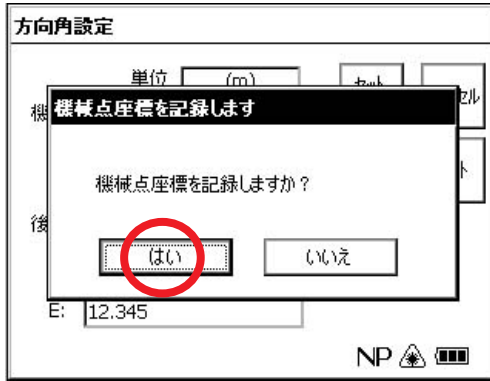 方向角設定
単位 (m)
機械点座標を記録します
機械点座標を記録しますか？
はい いいえ
E: 12.345
NP